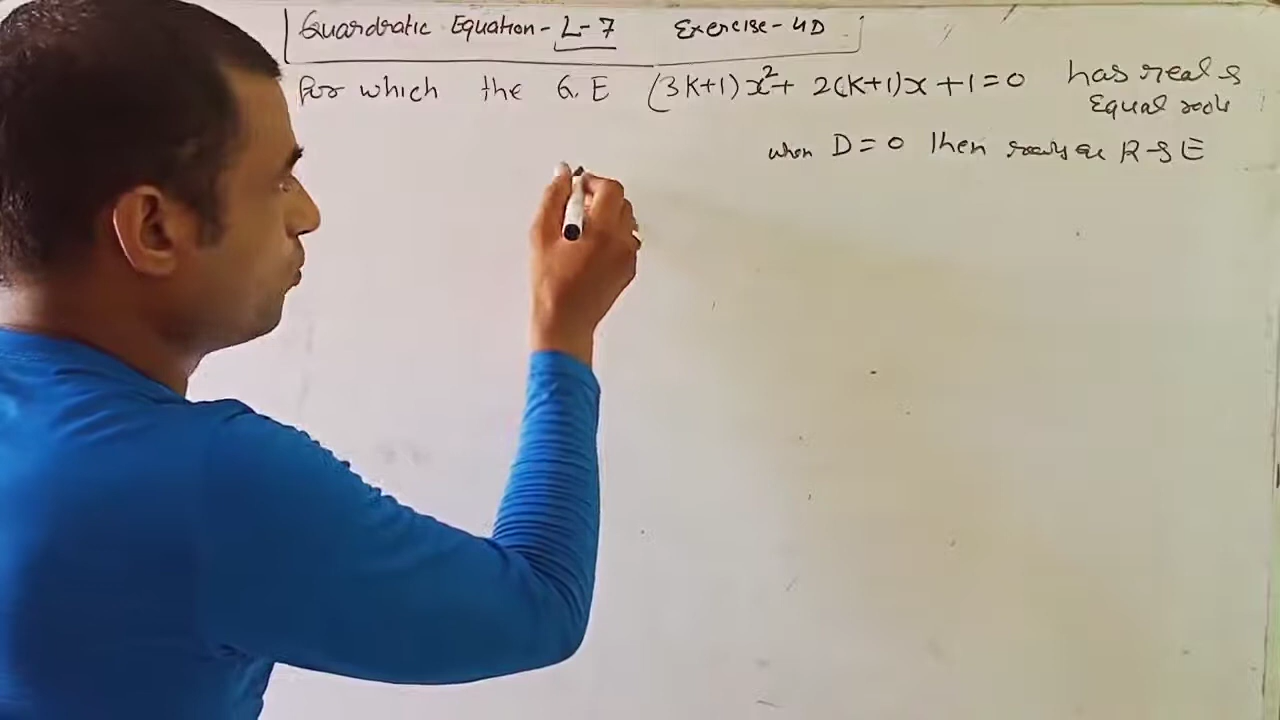 Quardratic Equation - L-7 Exercise - 4D
For which the Q.E (3K+1)x²+ 2(K+1)x +1=0 has real &
Equal roots
when D=0 then roots are R & E